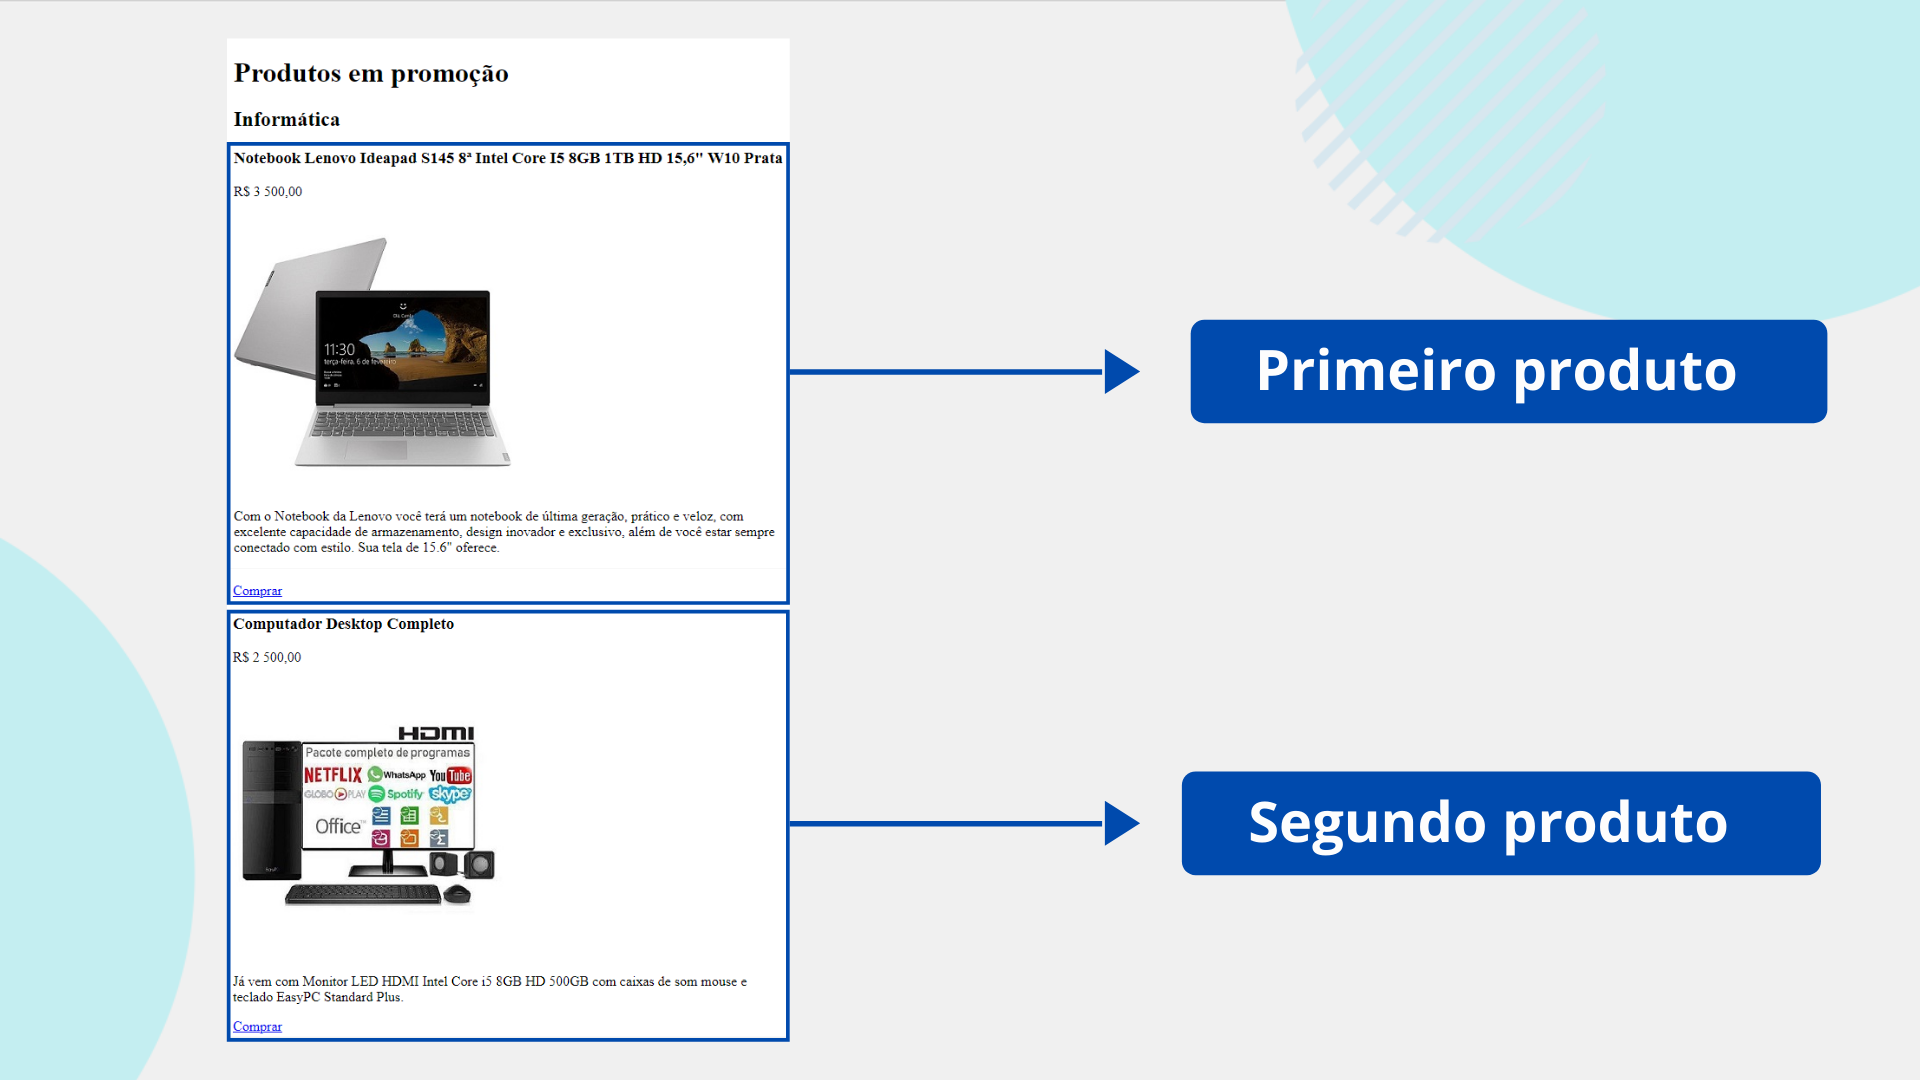 Produtos em promoção
Informática
Notebook Lenovo Ideapad S145 8ª Intel Core I5 8GB 1TB HD 15,6" W10 Prata
R$ 3 500,00
11:30
terça-feira, 6 de fevereiro
Com o Notebook da Lenovo você terá um notebook de última geração, prático e veloz, com
excelente capacidade de armazenamento, design inovador e exclusivo, além de você estar sempre
conectado com estilo. Sua tela de 15.6" oferece.
Comprar
Primeiro produto
Computador Desktop Completo
R$ 2 500,00
HDMI
Pacote completo de programas
NETFLIX WhatsApp YouTube
GLOBO PLAY Spotify skype
Office
Já vem com Monitor LED HDMI Intel Core i5 8GB HD 500GB com caixas de som mouse e
teclado EasyPC Standard Plus.
Comprar
Segundo produto